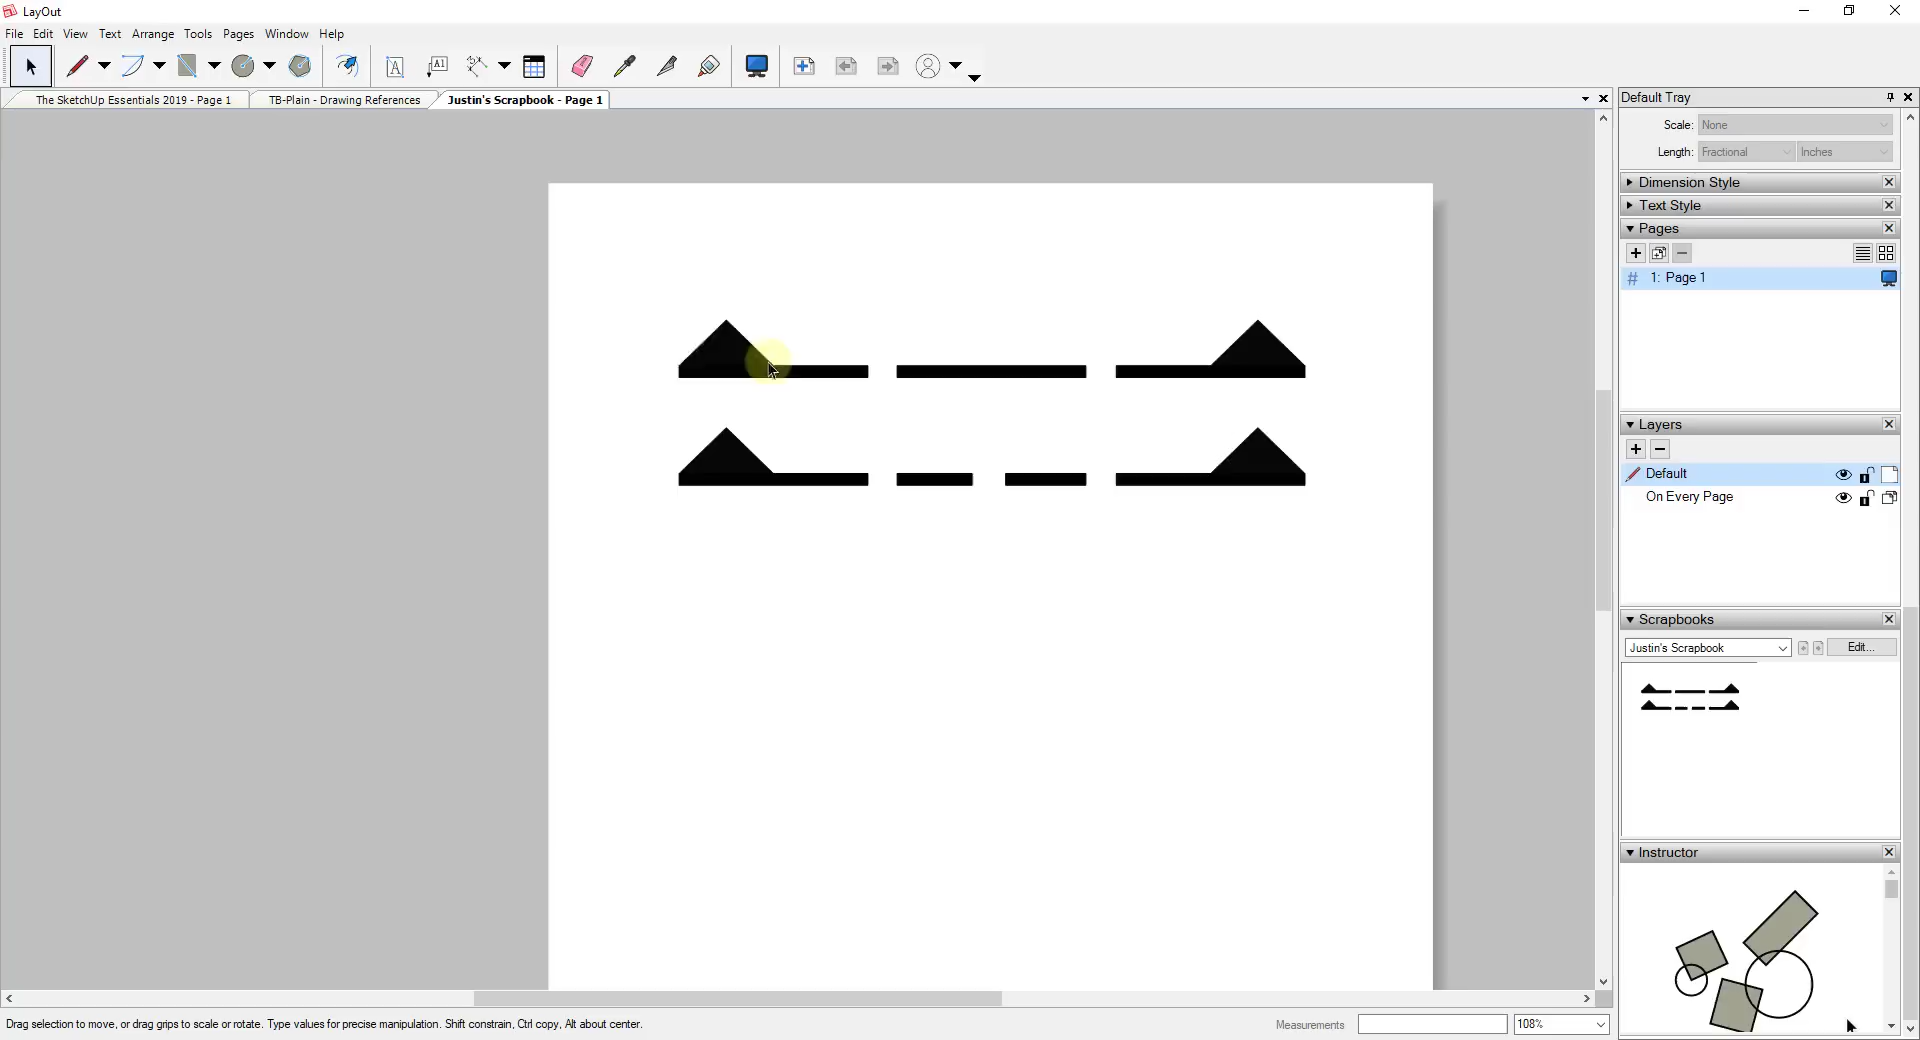 LayOut
File Edit View Text Arrange Tools Pages Window Help
A A1
The SketchUp Essentials 2019 - Page 1 TB-Plain - Drawing References Justin's Scrapbook - Page 1
Default Tray
Scale: None
Length: Fractional Inches
Dimension Style
Text Style
Pages
# 1: Page 1
Layers
Default
On Every Page
Scrapbooks
Justin's Scrapbook Edit...
Instructor
Drag selection to move, or drag grips to scale or rotate. Type values for precise manipulation. Shift constrain, Ctrl copy, Alt about center. Measurements 108%